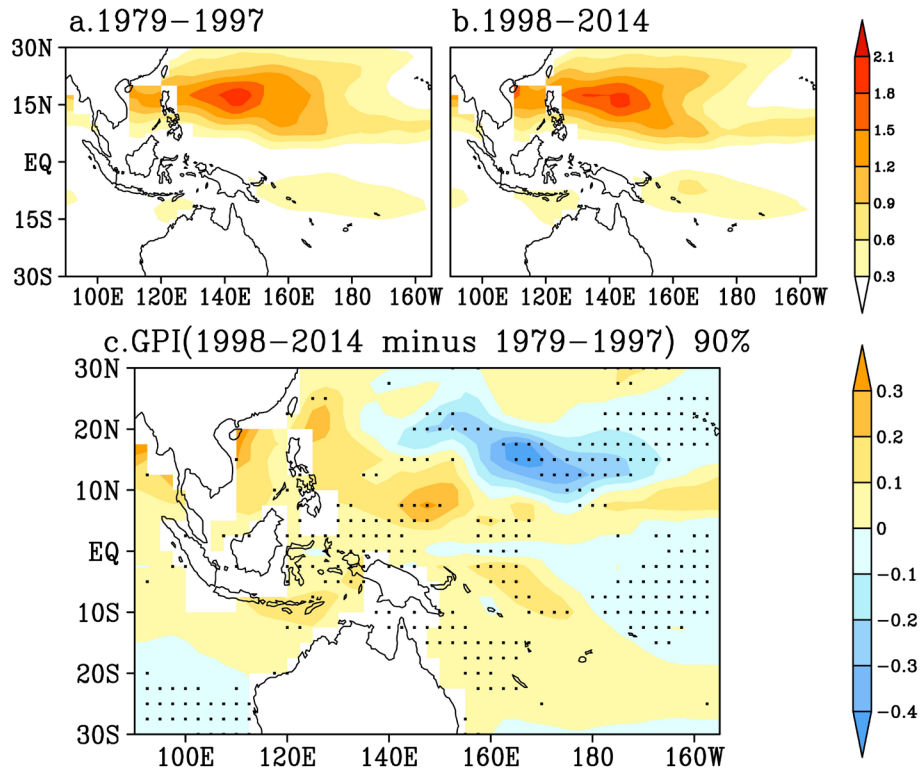 a.1979−1997
b.1998−2014
30N
15N
EQ
15S
30S
100E 120E 140E 160E 180 160W
100E 120E 140E 160E 180 160W
2.1
1.8
1.5
1.2
0.9
0.6
0.3
c.GPI(1998−2014 minus 1979−1997) 90%
30N
20N
10N
EQ
10S
20S
30S
100E 120E 140E 160E 180 160W
0.3
0.2
0.1
0
−0.1
−0.2
−0.3
−0.4